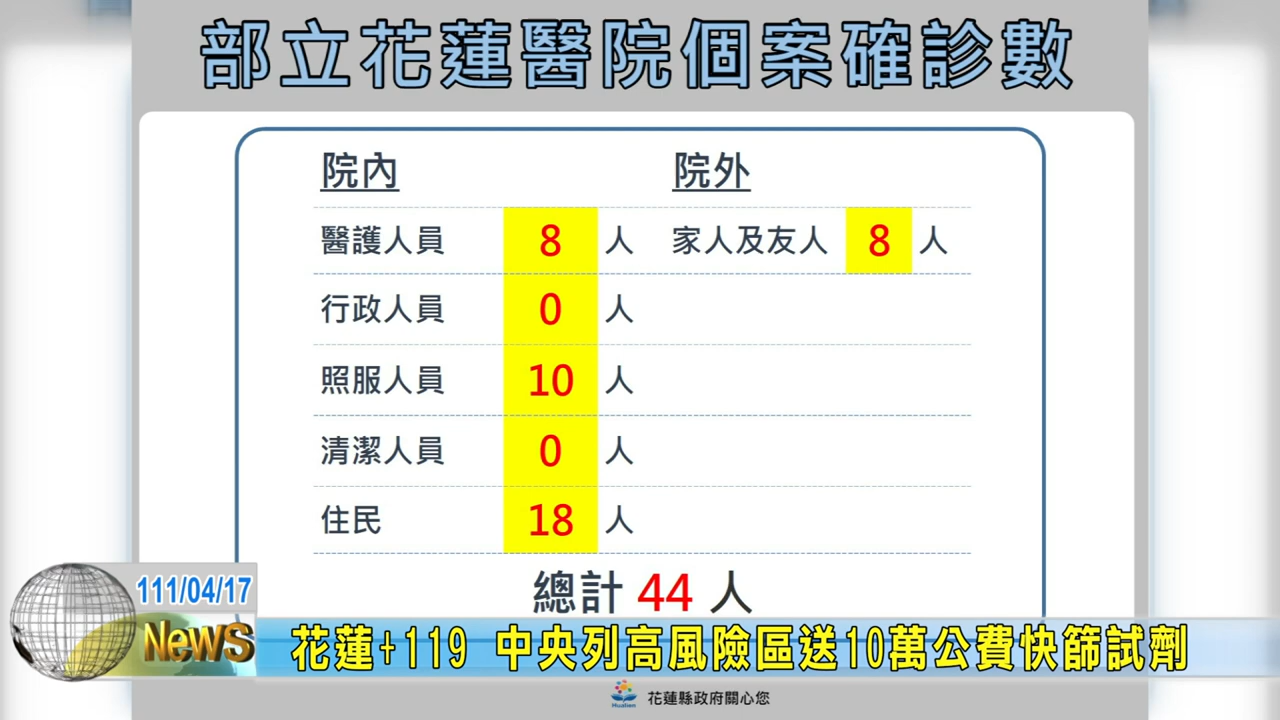 部立花蓮醫院個案確診數
院內 院外
醫護人員 8 人 家人及友人 8 人
行政人員 0 人
照服人員 10 人
清潔人員 0 人
住民 18 人
總計 44 人
111/04/17
News
花蓮+119 中央列高風險區送10萬公費快篩試劑
Hualien 花蓮縣政府關心您